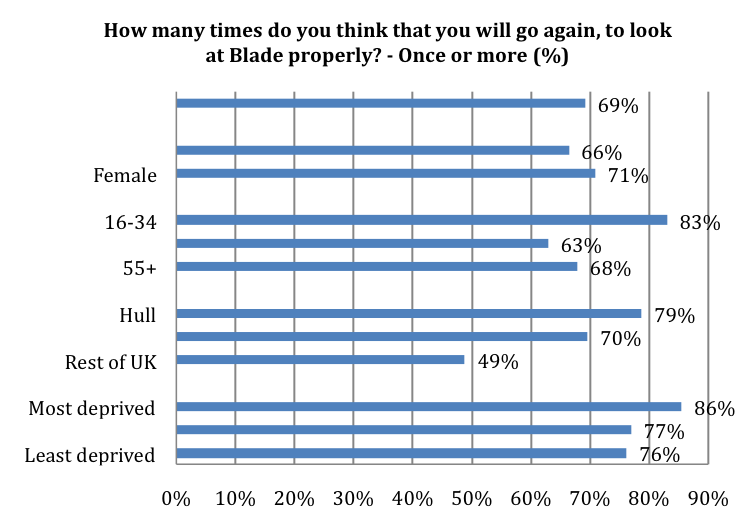 How many times do you think that you will go again, to look
at Blade properly? - Once or more (%)
69%
66%
Female 71%
16-34 83%
63%
55+ 68%
Hull 79%
70%
Rest of UK 49%
Most deprived 86%
77%
Least deprived 76%
0% 10% 20% 30% 40% 50% 60% 70% 80% 90%